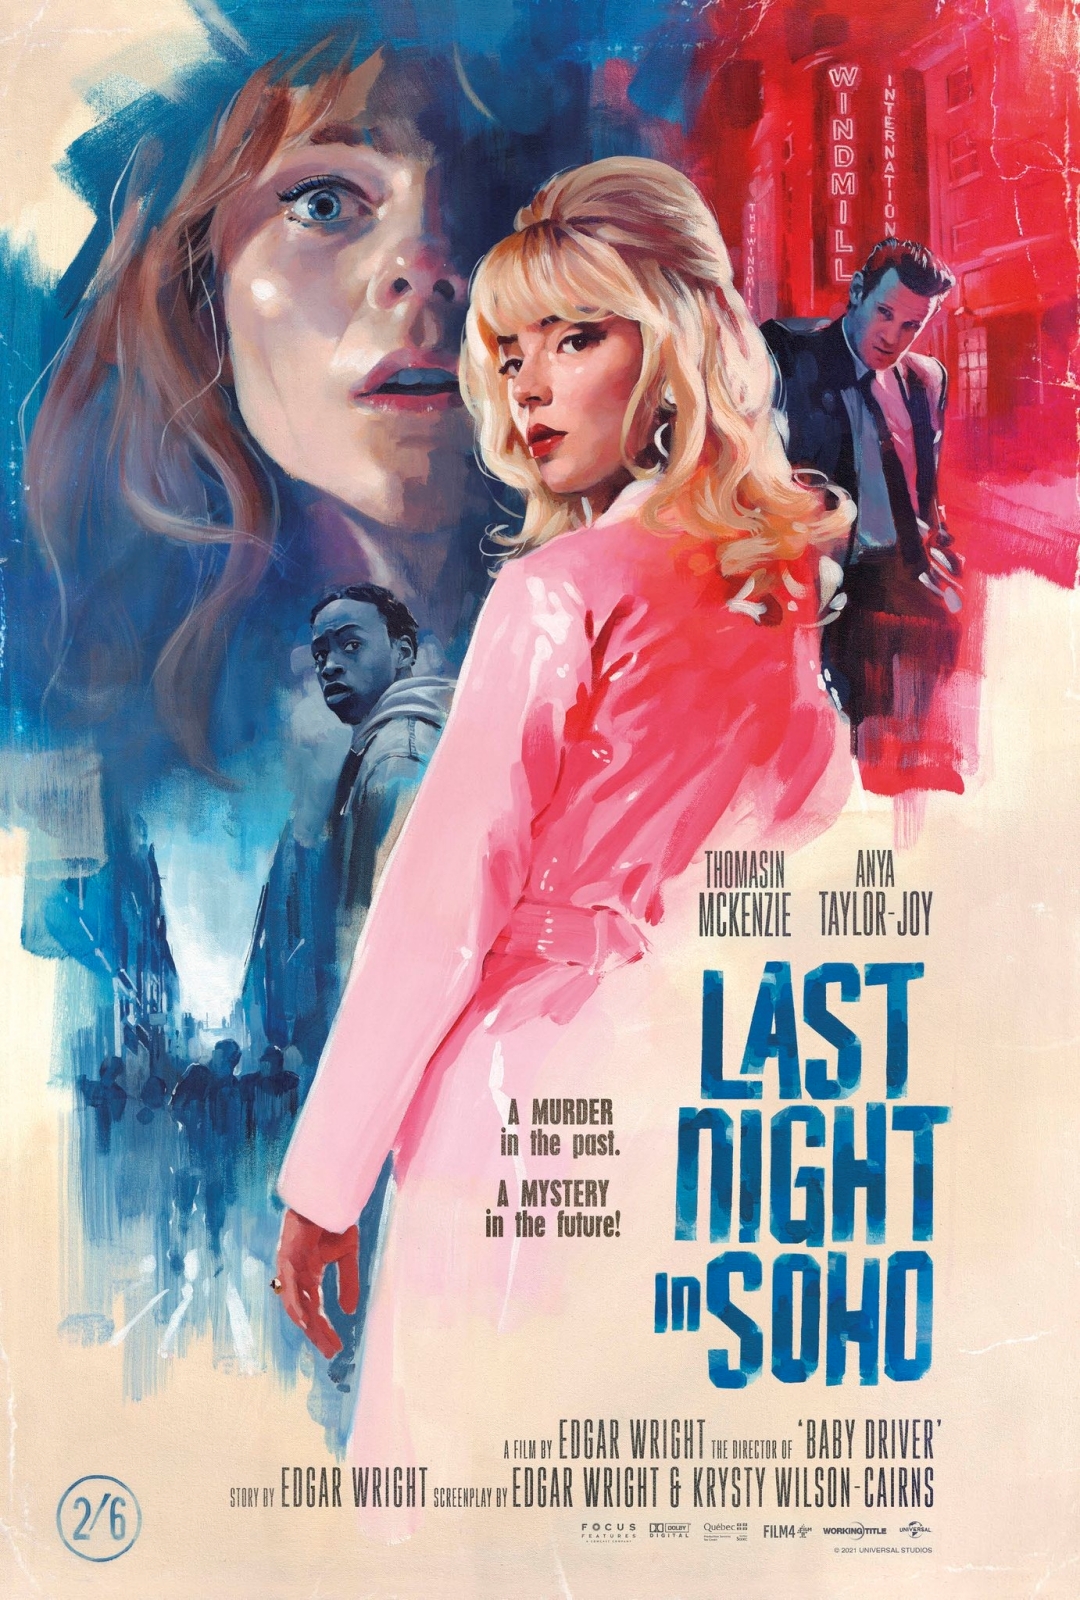 WINDMILL
INTERNATION
THE WINDMIL
THOMASIN MCKENZIE
ANYA TAYLOR-JOY
LAST
NIGHT
in SOHO
A MURDER
in the past.
A MYSTERY
in the future!
A FILM BY EDGAR WRIGHT THE DIRECTOR OF 'BABY DRIVER'
STORY BY EDGAR WRIGHT SCREENPLAY BY EDGAR WRIGHT & KRYSTY WILSON-CAIRNS
2/6
FOCUS FEATURES
DOLBY DIGITAL
Québec
FILM4
WORKING TITLE
UNIVERSAL
© 2021 UNIVERSAL STUDIOS